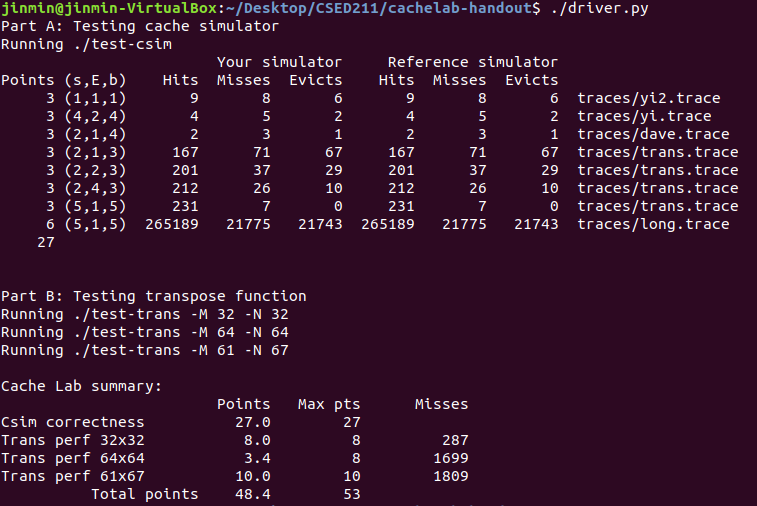 jinmin@jinmin-VirtualBox:~/Desktop/CSED211/cachelab-handout$ ./driver.py
Part A: Testing cache simulator
Running ./test-csim
                        Your simulator     Reference simulator
Points (s,E,b)    Hits  Misses  Evicts    Hits  Misses  Evicts
     3 (1,1,1)       9       8       6       9       8       6  traces/yi2.trace
     3 (4,2,4)       4       5       2       4       5       2  traces/yi.trace
     3 (2,1,4)       2       3       1       2       3       1  traces/dave.trace
     3 (2,1,3)     167      71      67     167      71      67  traces/trans.trace
     3 (2,2,3)     201      37      29     201      37      29  traces/trans.trace
     3 (2,4,3)     212      26      10     212      26      10  traces/trans.trace
     3 (5,1,5)     231       7       0     231       7       0  traces/trans.trace
     6 (5,1,5)  265189   21775   21743  265189   21775   21743  traces/long.trace
    27
Part B: Testing transpose function
Running ./test-trans -M 32 -N 32
Running ./test-trans -M 64 -N 64
Running ./test-trans -M 61 -N 67
Cache Lab summary:
                        Points   Max pts      Misses
Csim correctness          27.0        27
Trans perf 32x32           8.0         8         287
Trans perf 64x64           3.4         8        1699
Trans perf 61x67          10.0        10        1809
          Total points    48.4        53